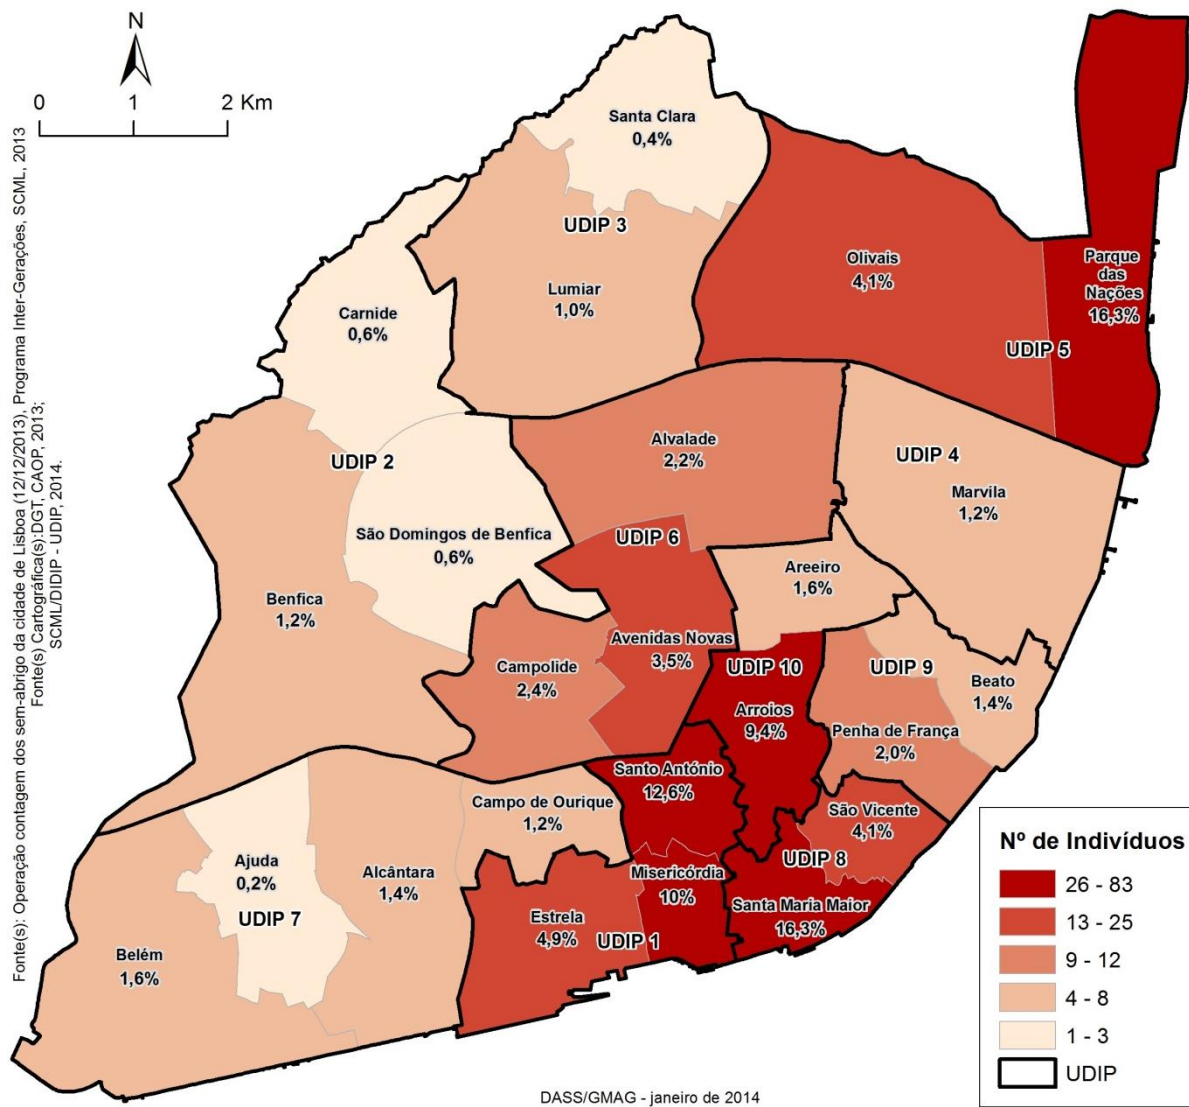 N
0 1 2 Km
Fonte(s): Operação contagem dos sem-abrigo da cidade de Lisboa (12/12/2013), Programa Inter-Gerações, SCML, 2013
Fonte(s) Cartográfica(s):DGT, CAOP, 2013;
SCML/DIDIP - UDIP, 2014.
Santa Clara
0,4%
UDIP 3
Lumiar
1,0%
Carnide
0,6%
Olivais
4,1%
Parque
das
Nações
16,3%
UDIP 5
UDIP 2
Alvalade
2,2%
UDIP 4
Marvila
1,2%
São Domingos de Benfica
0,6%
UDIP 6
Areeiro
1,6%
Benfica
1,2%
Avenidas Novas
3,5%
Campolide
2,4%
UDIP 10
Arroios
9,4%
UDIP 9
Beato
1,4%
Penha de França
2,0%
Santo António
12,6%
Campo de Ourique
1,2%
São Vicente
4,1%
UDIP 8
Ajuda
0,2%
UDIP 7
Alcântara
1,4%
Misericórdia
10%
Santa Maria Maior
16,3%
Estrela
4,9%
UDIP 1
Belém
1,6%
Nº de Indivíduos
26 - 83
13 - 25
9 - 12
4 - 8
1 - 3
UDIP
DASS/GMAG - janeiro de 2014